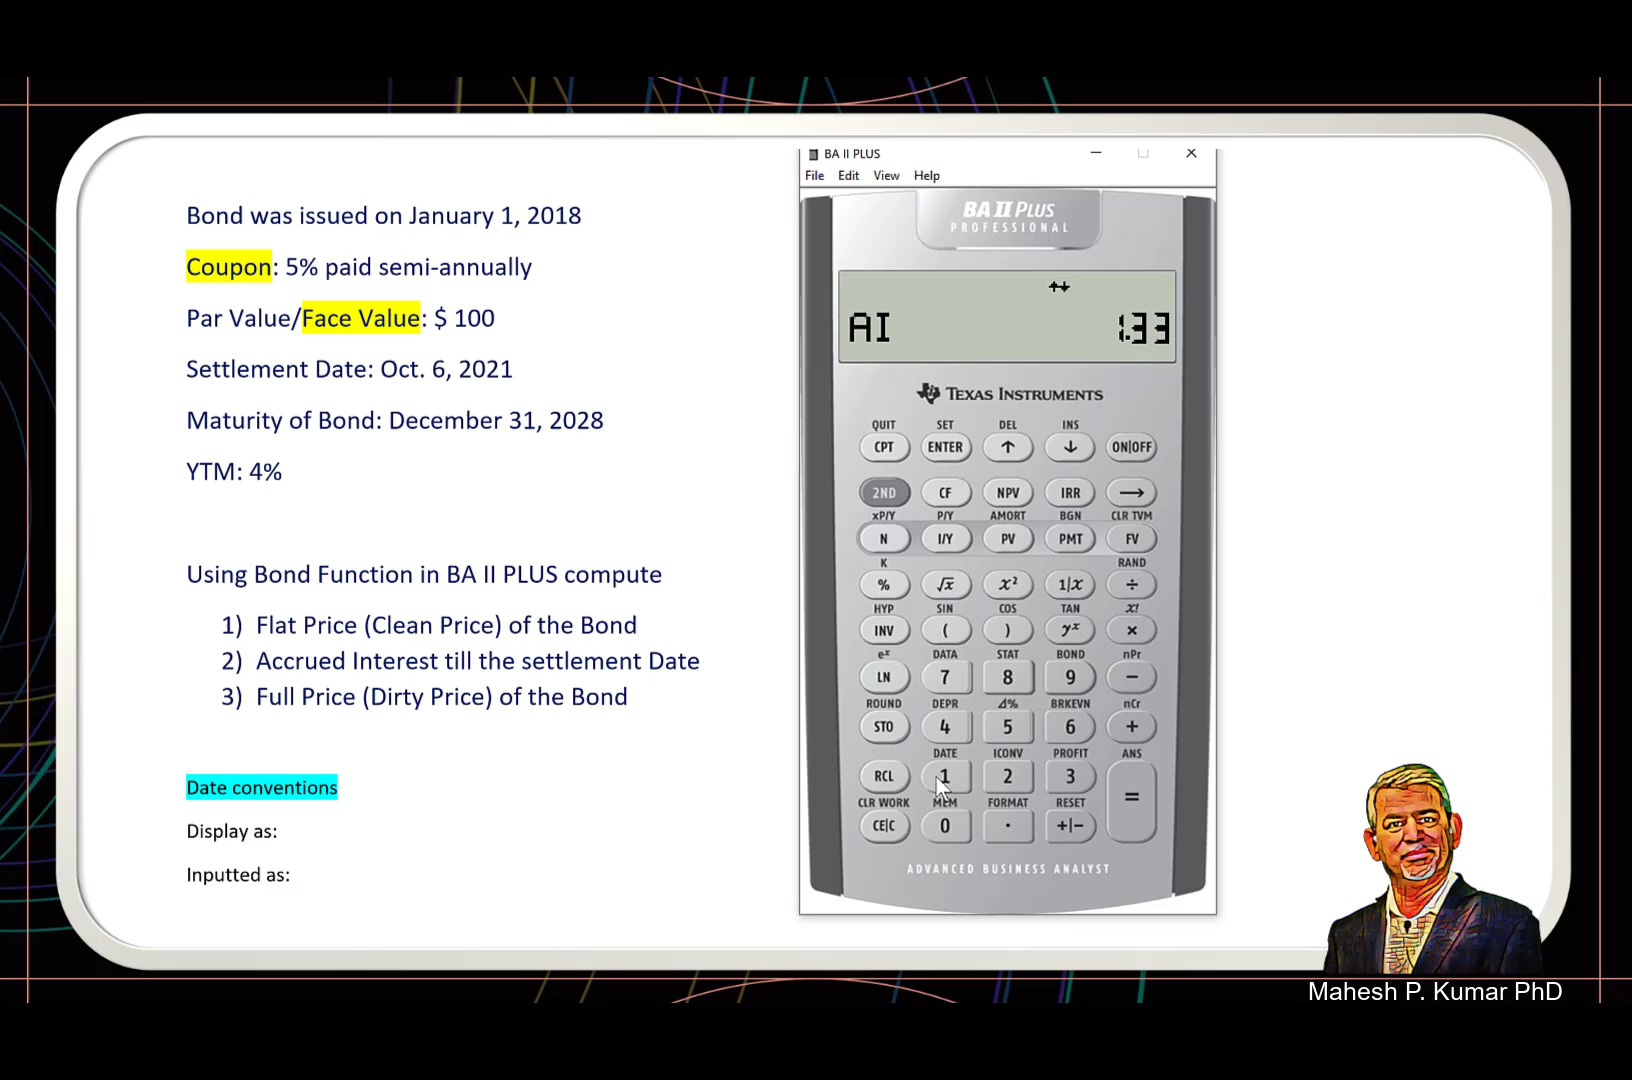 Bond was issued on January 1, 2018
Coupon: 5% paid semi-annually
Par Value/Face Value: $ 100
Settlement Date: Oct. 6, 2021
Maturity of Bond: December 31, 2028
YTM: 4%
Using Bond Function in BA II PLUS compute
1) Flat Price (Clean Price) of the Bond
2) Accrued Interest till the settlement Date
3) Full Price (Dirty Price) of the Bond
Date conventions
Display as:
Inputted as:
BA II PLUS
File Edit View Help
BA II PLUS
PROFESSIONAL
AI 1.33
TEXAS INSTRUMENTS
QUIT SET DEL INS
CPT ENTER ↑ ↓ ON|OFF
2ND CF NPV IRR →
xP/Y P/Y AMORT BGN CLR TVM
N I/Y PV PMT FV
K RAND
% √x x² 1|x ÷
HYP SIN COS TAN x!
INV ( ) yˣ ×
eˣ DATA STAT BOND nPr
LN 7 8 9 −
ROUND DEPR Δ% BRKEVN nCr
STO 4 5 6 +
DATE ICONV PROFIT ANS
RCL 1 2 3 =
CLR WORK MEM FORMAT RESET
CE|C 0 . +|−
ADVANCED BUSINESS ANALYST
Mahesh P. Kumar PhD